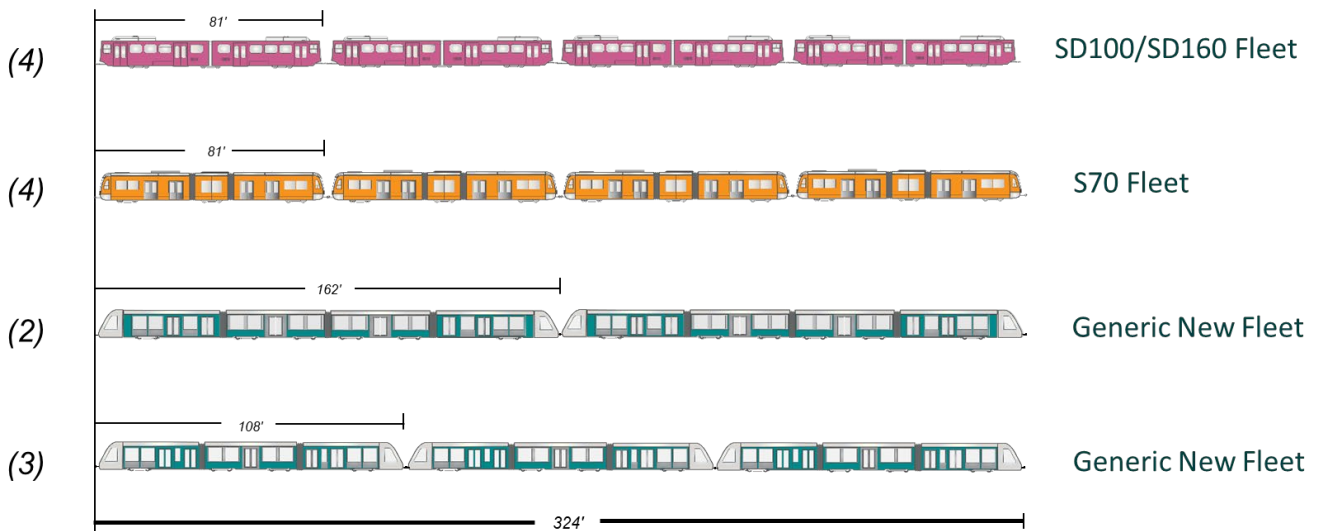 81'
(4)
SD100/SD160 Fleet
81'
(4)
S70 Fleet
162'
(2)
Generic New Fleet
108'
(3)
Generic New Fleet
324'